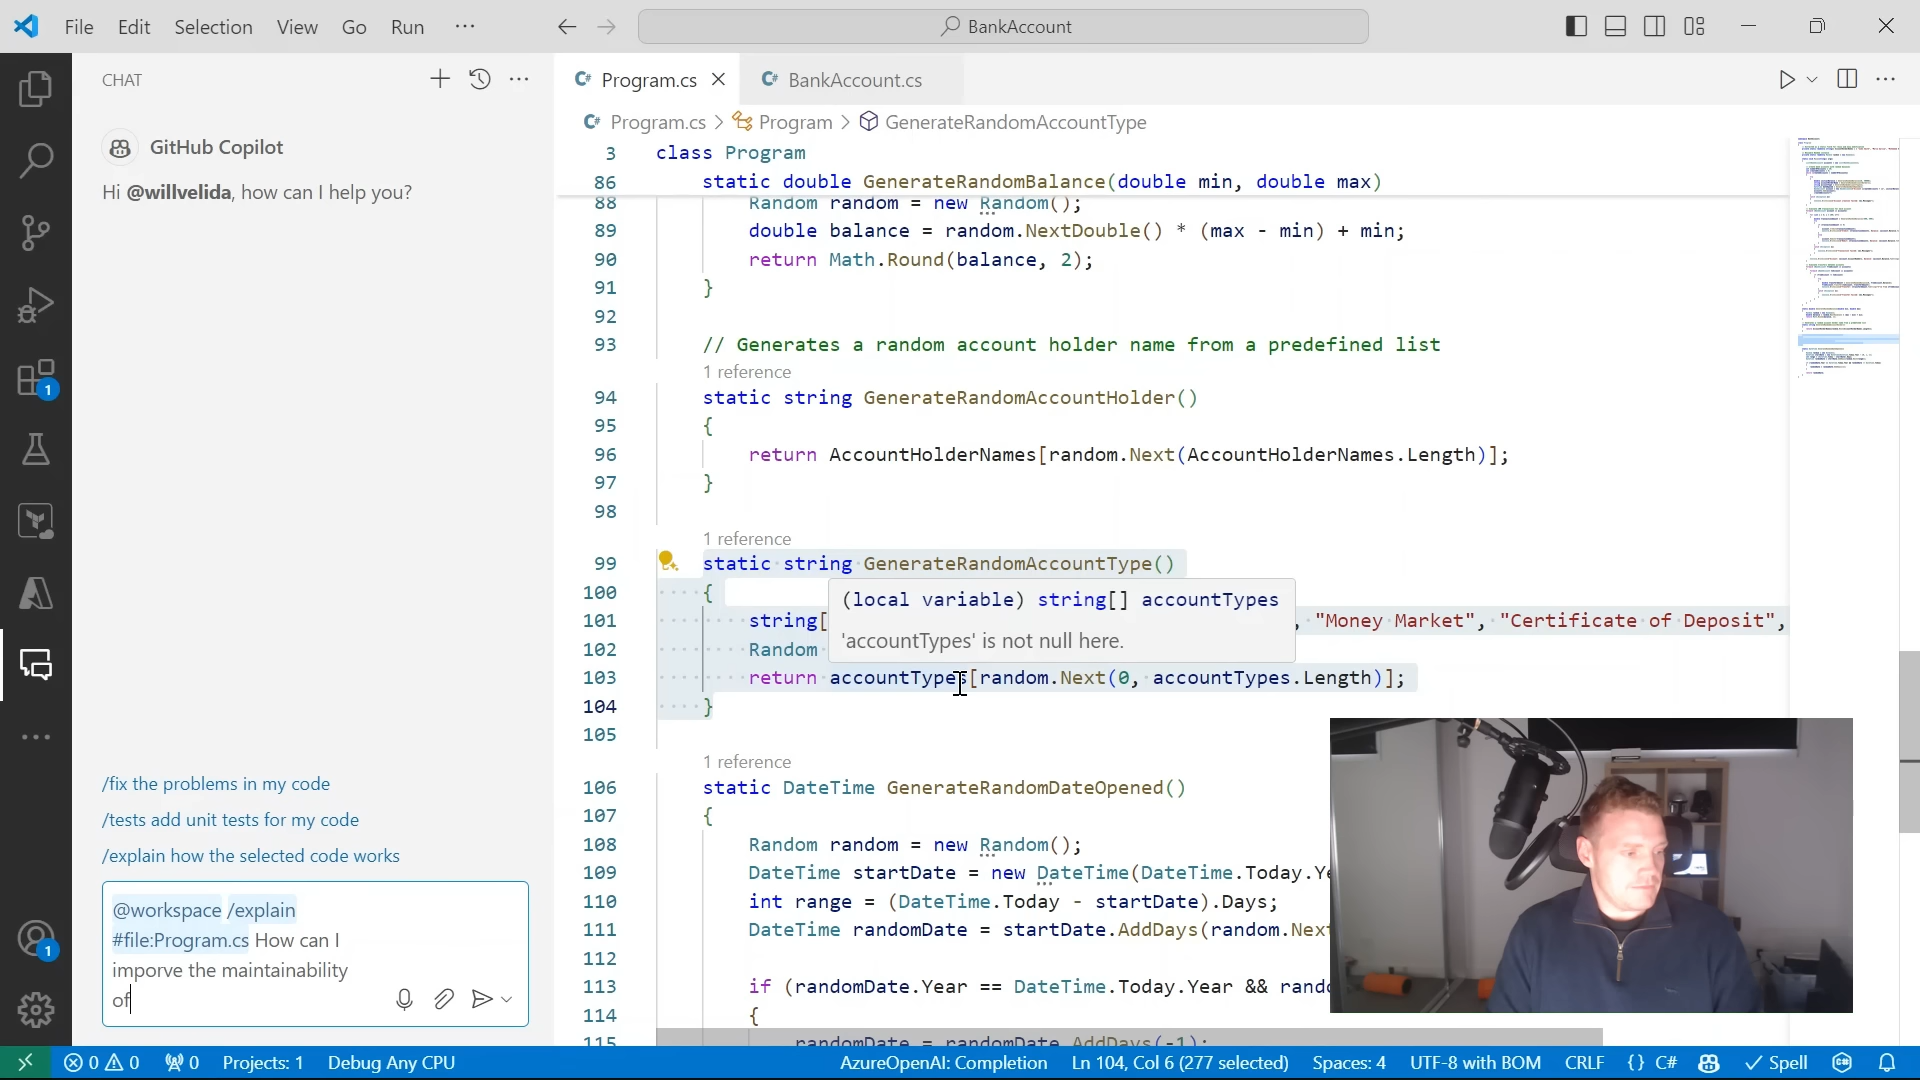 File Edit Selection View Go Run ···
BankAccount
CHAT
GitHub Copilot
Hi @willvelida, how can I help you?
/fix the problems in my code
/tests add unit tests for my code
/explain how the selected code works
@workspace /explain
#file:Program.cs How can I
imporve the maintainability
of
Program.cs BankAccount.cs
Program.cs > Program > GenerateRandomAccountType
3 class Program
86 static double GenerateRandomBalance(double min, double max)
88 Random random = new Random();
89 double balance = random.NextDouble() * (max - min) + min;
90 return Math.Round(balance, 2);
91 }
92
93 // Generates a random account holder name from a predefined list
1 reference
94 static string GenerateRandomAccountHolder()
95 {
96 return AccountHolderNames[random.Next(AccountHolderNames.Length)];
97 }
98
1 reference
99 static string GenerateRandomAccountType()
100 {
(local variable) string[] accountTypes
'accountTypes' is not null here.
101 string[ , "Money Market", "Certificate of Deposit",
102 Random
103 return accountTypes[random.Next(0, accountTypes.Length)];
104 }
105
1 reference
106 static DateTime GenerateRandomDateOpened()
107 {
108 Random random = new Random();
109 DateTime startDate = new DateTime(DateTime.Today.Ye
110 int range = (DateTime.Today - startDate).Days;
111 DateTime randomDate = startDate.AddDays(random.Nex
112
113 if (randomDate.Year == DateTime.Today.Year && rand
114 {
115 randomDate = randomDate.AddDays(-1);
1
1
0 0 0 Projects: 1 Debug Any CPU AzureOpenAI: Completion Ln 104, Col 6 (277 selected) Spaces: 4 UTF-8 with BOM CRLF {} C# Spell